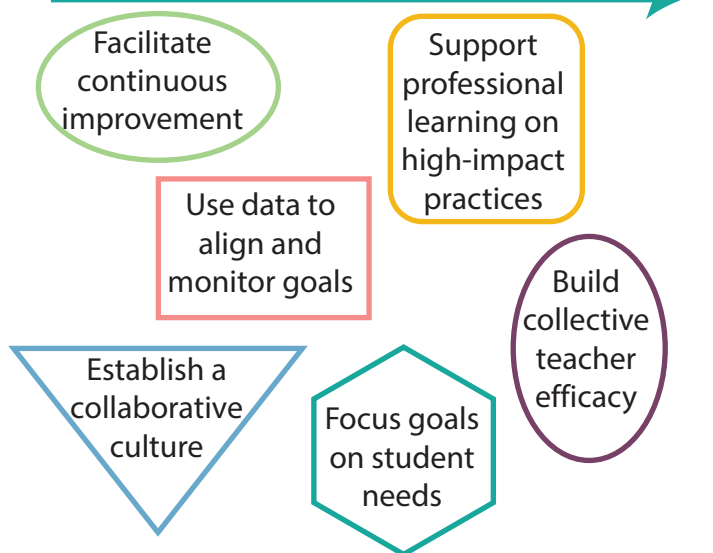 Facilitate
continuous
improvement
Support
professional
learning on
high-impact
practices
Use data to
align and
monitor goals
Build
collective
teacher
efficacy
Establish a
collaborative
culture
Focus goals
on student
needs